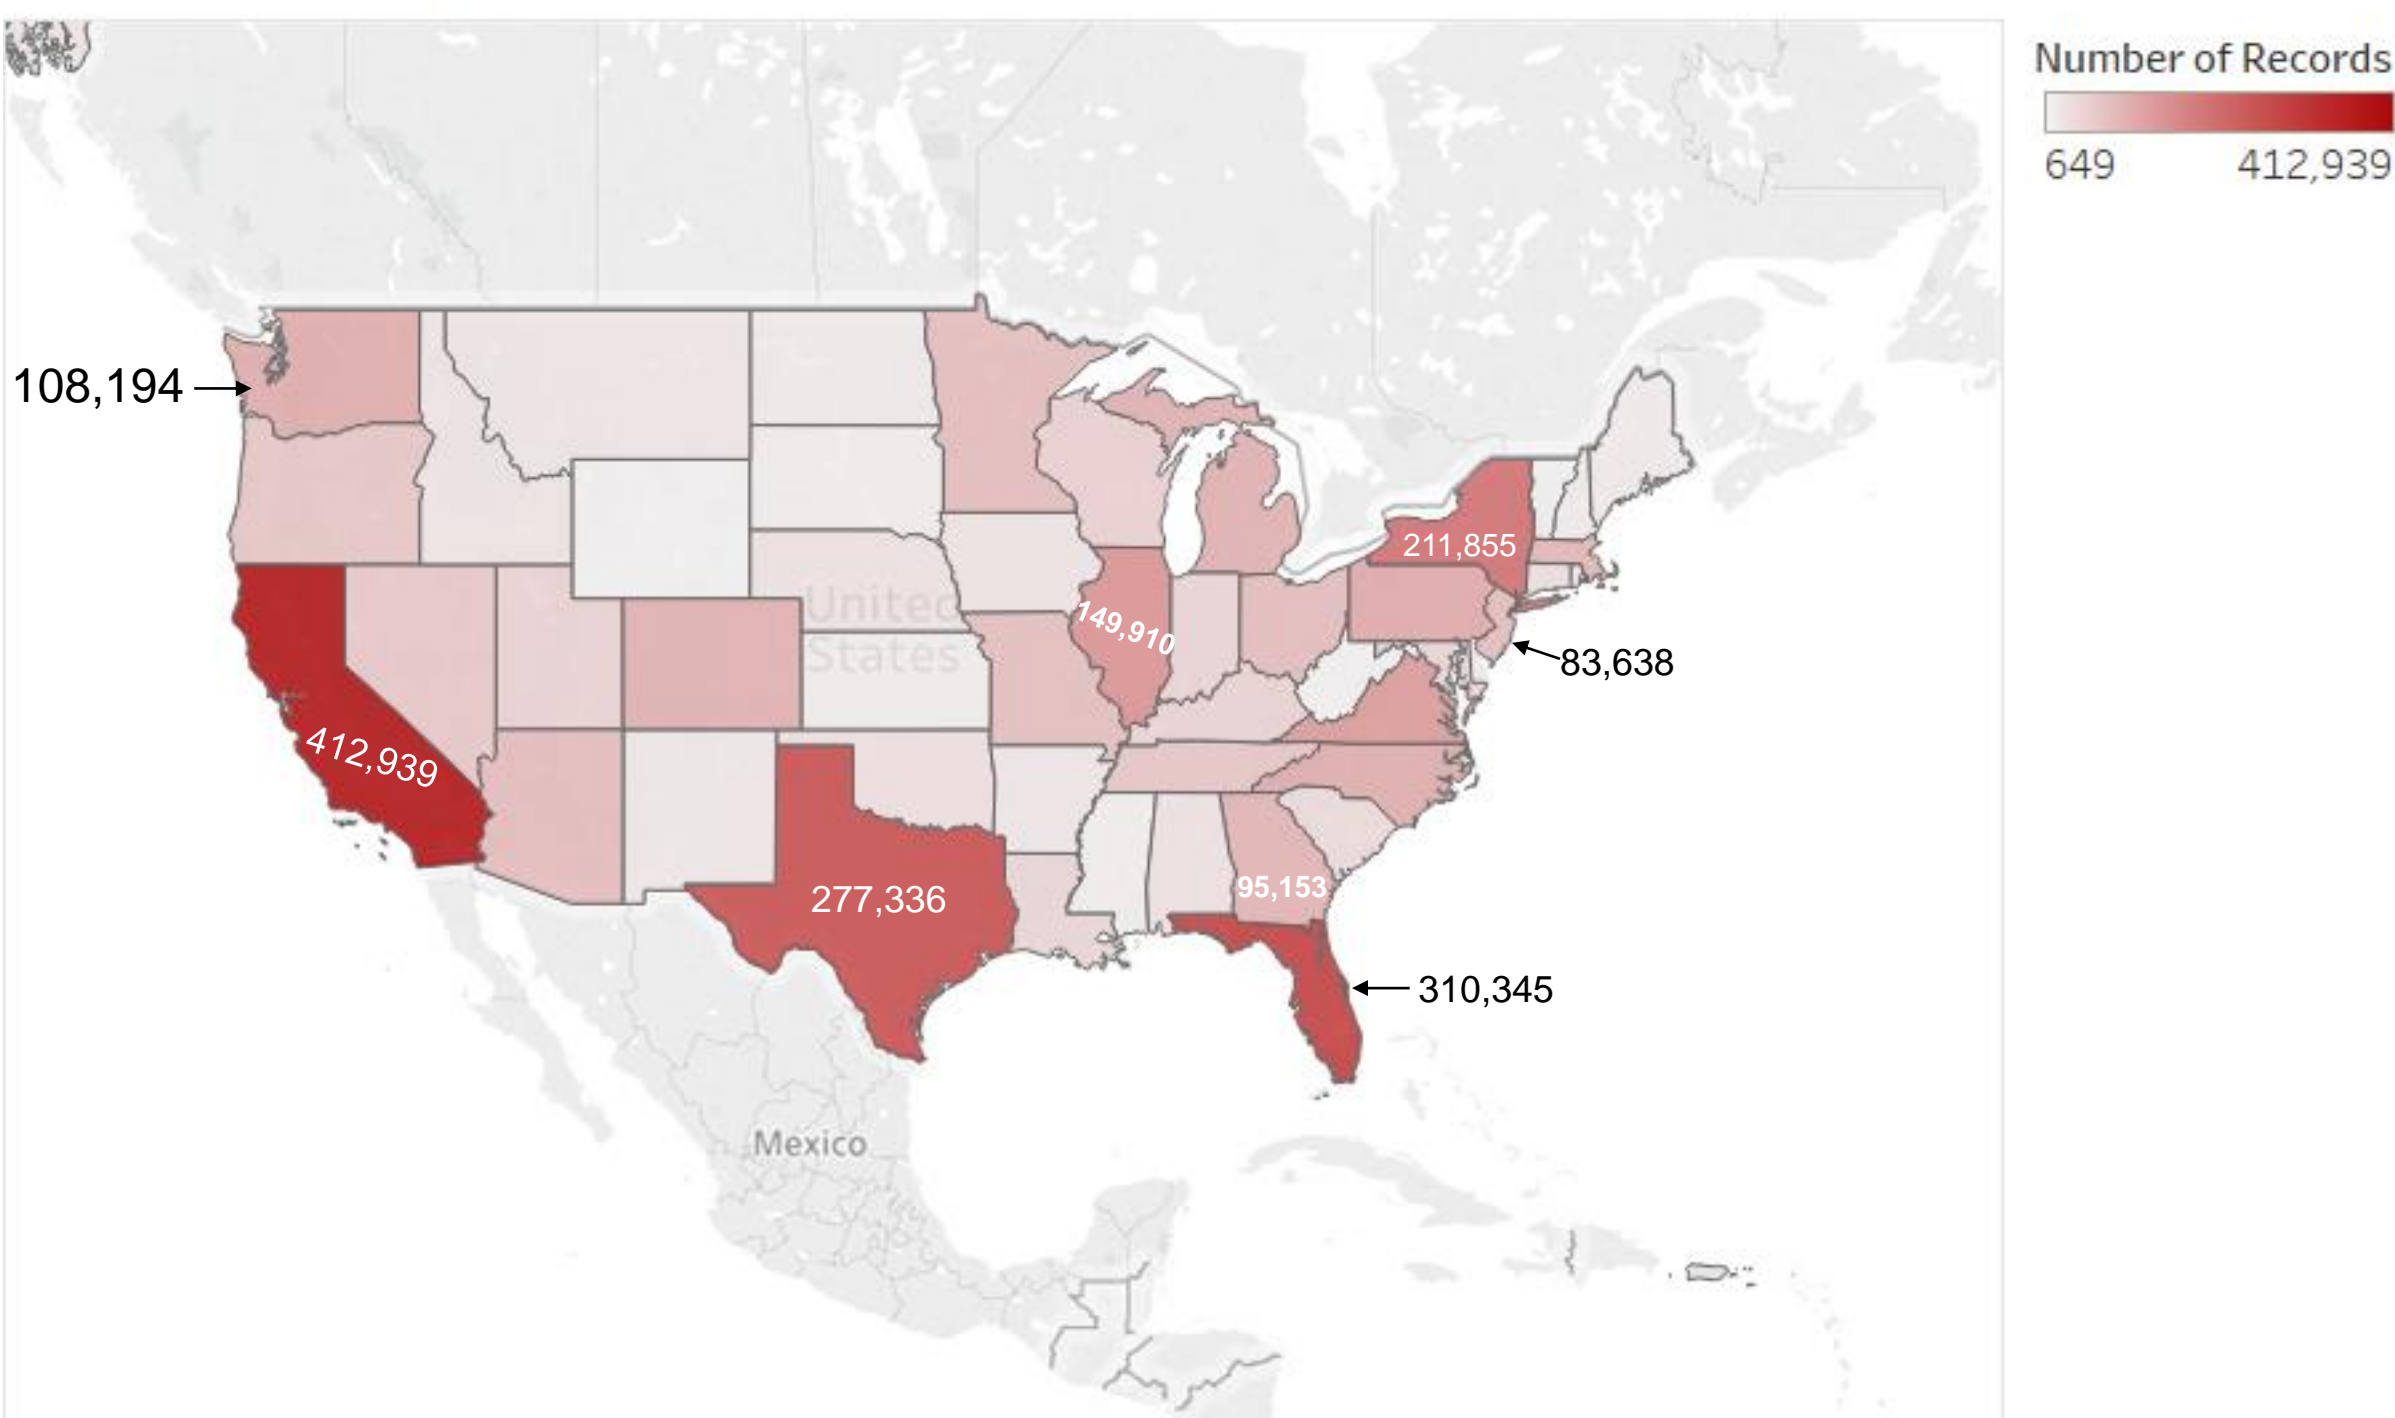 Number of Records
649 412,939
108,194
211,855
United
States
149,910
83,638
412,939
277,336
95,153
310,345
Mexico